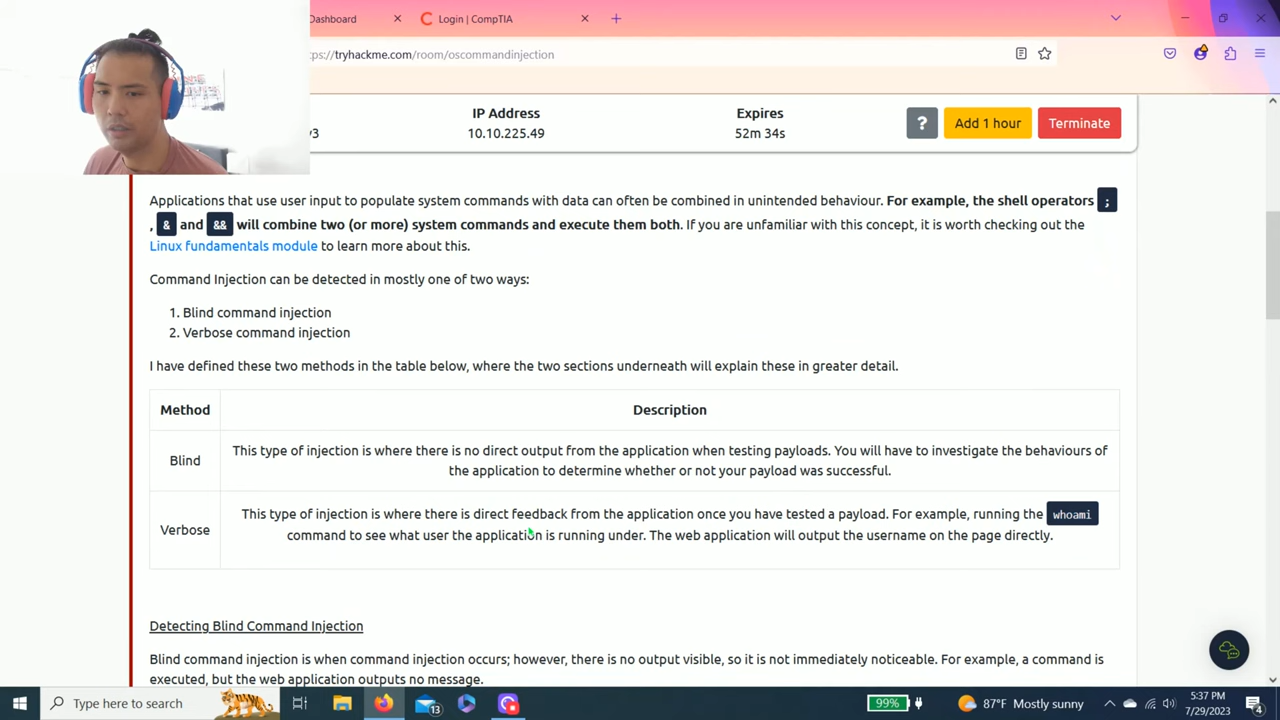 Dashboard
Login | CompTIA
ps://tryhackme.com/room/oscommandinjection
IP Address
Expires
v3
10.10.225.49
52m 34s
?
Add 1 hour
Terminate
Applications that use user input to populate system commands with data can often be combined in unintended behaviour. For example, the shell operators ;
, & and && will combine two (or more) system commands and execute them both. If you are unfamiliar with this concept, it is worth checking out the
Linux fundamentals module to learn more about this.
Command Injection can be detected in mostly one of two ways:
1. Blind command injection
2. Verbose command injection
I have defined these two methods in the table below, where the two sections underneath will explain these in greater detail.
Method
Description
Blind
This type of injection is where there is no direct output from the application when testing payloads. You will have to investigate the behaviours of
the application to determine whether or not your payload was successful.
Verbose
This type of injection is where there is direct feedback from the application once you have tested a payload. For example, running the whoami
command to see what user the application is running under. The web application will output the username on the page directly.
Detecting Blind Command Injection
Blind command injection is when command injection occurs; however, there is no output visible, so it is not immediately noticeable. For example, a command is
executed, but the web application outputs no message.
Type here to search
13
99%
87°F Mostly sunny
5:37 PM
7/29/2023
4